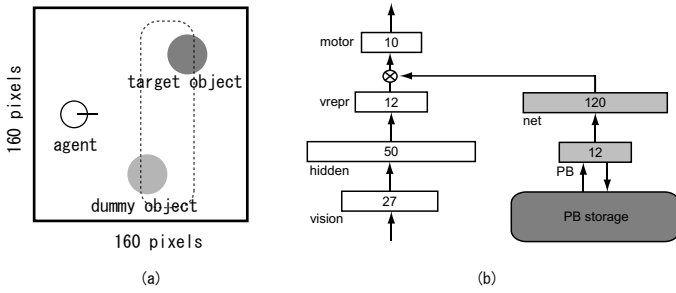 160 pixels
target object
agent
dummy object
160 pixels
(a)
motor
10
vrepr
12
120
net
50
hidden
12
PB
27
vision
PB storage
(b)